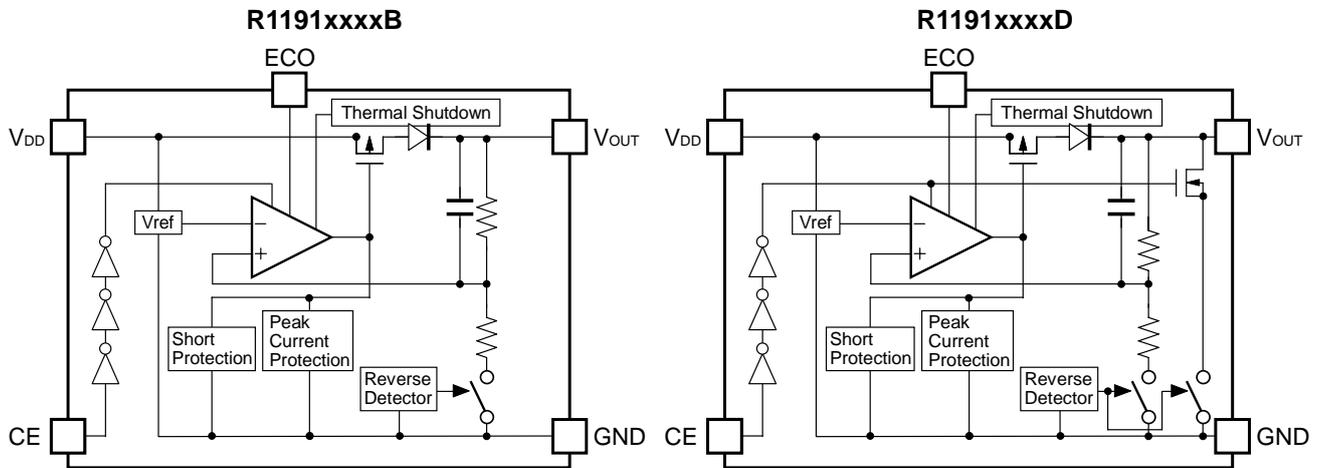 R1191xxxxB
ECO
Thermal Shutdown
VDD
VOUT
Vref
−
+
Short
Protection
Peak
Current
Protection
Reverse
Detector
CE
GND
R1191xxxxD
ECO
Thermal Shutdown
VDD
VOUT
Vref
−
+
Short
Protection
Peak
Current
Protection
Reverse
Detector
CE
GND